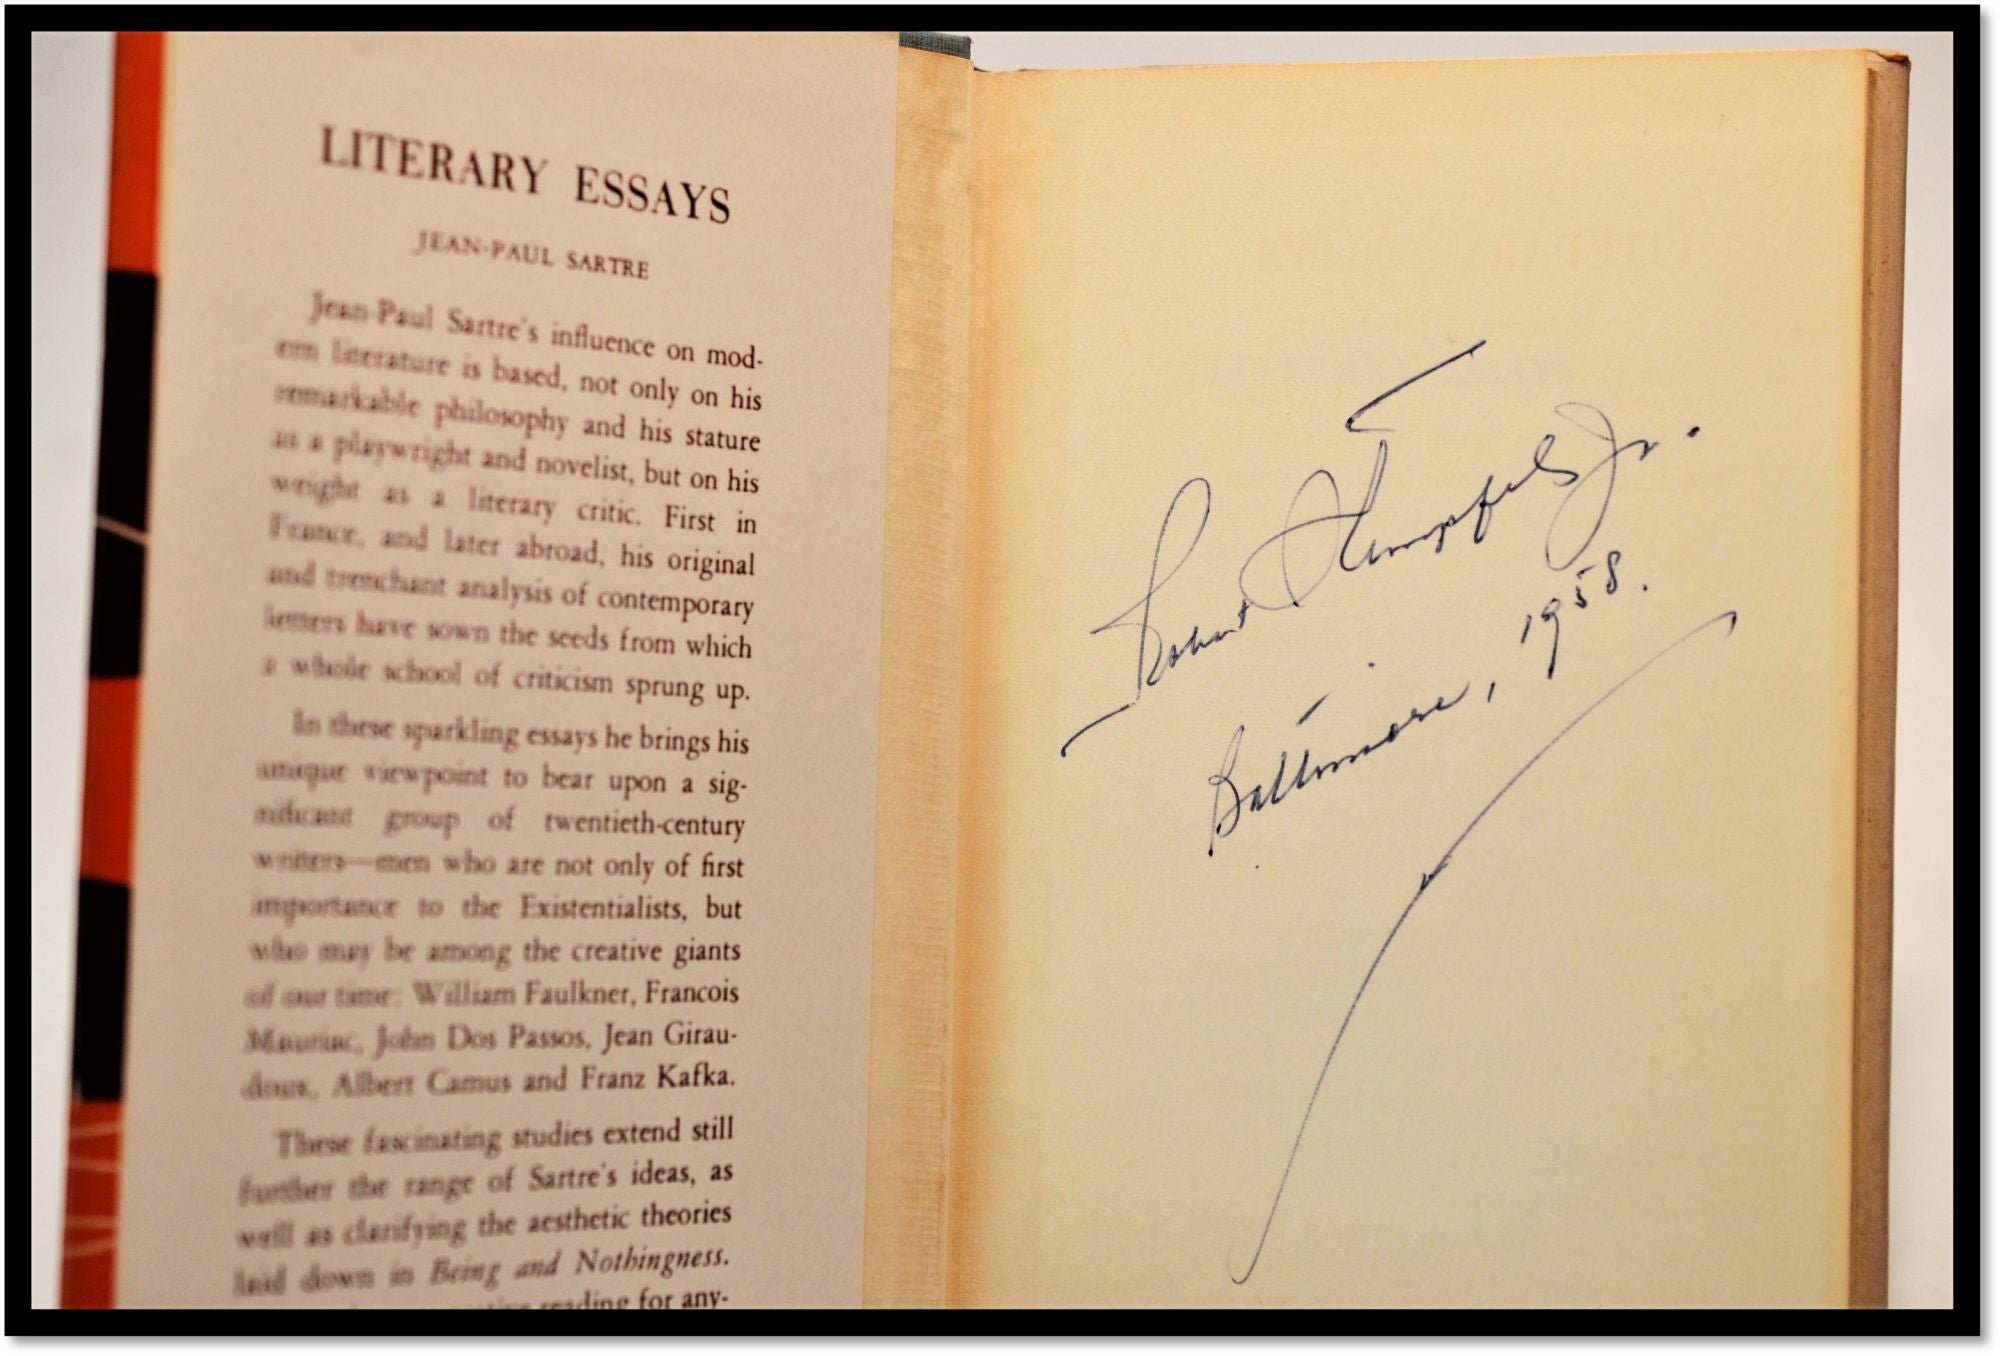 LITERARY ESSAYS
JEAN-PAUL SARTRE
Jean-Paul Sartre's influence on mod-
ern literature is based, not only on his
remarkable philosophy and his stature
as a playwright and novelist, but on his
weight as a literary critic. First in
France, and later abroad, his original
and trenchant analysis of contemporary
letters have sown the seeds from which
a whole school of criticism sprung up.
In these sparkling essays he brings his
unique viewpoint to bear upon a sig-
nificant group of twentieth-century
writers—men who are not only of first
importance to the Existentialists, but
who may be among the creative giants
of our time: William Faulkner, Francois
Mauriac, John Dos Passos, Jean Girau-
doux, Albert Camus and Franz Kafka.
These fascinating studies extend still
further the range of Sartre's ideas, as
well as clarifying the aesthetic theories
laid down in Being and Nothingness.
reading for any-
Robert Jr.
Baltimore, 1958.